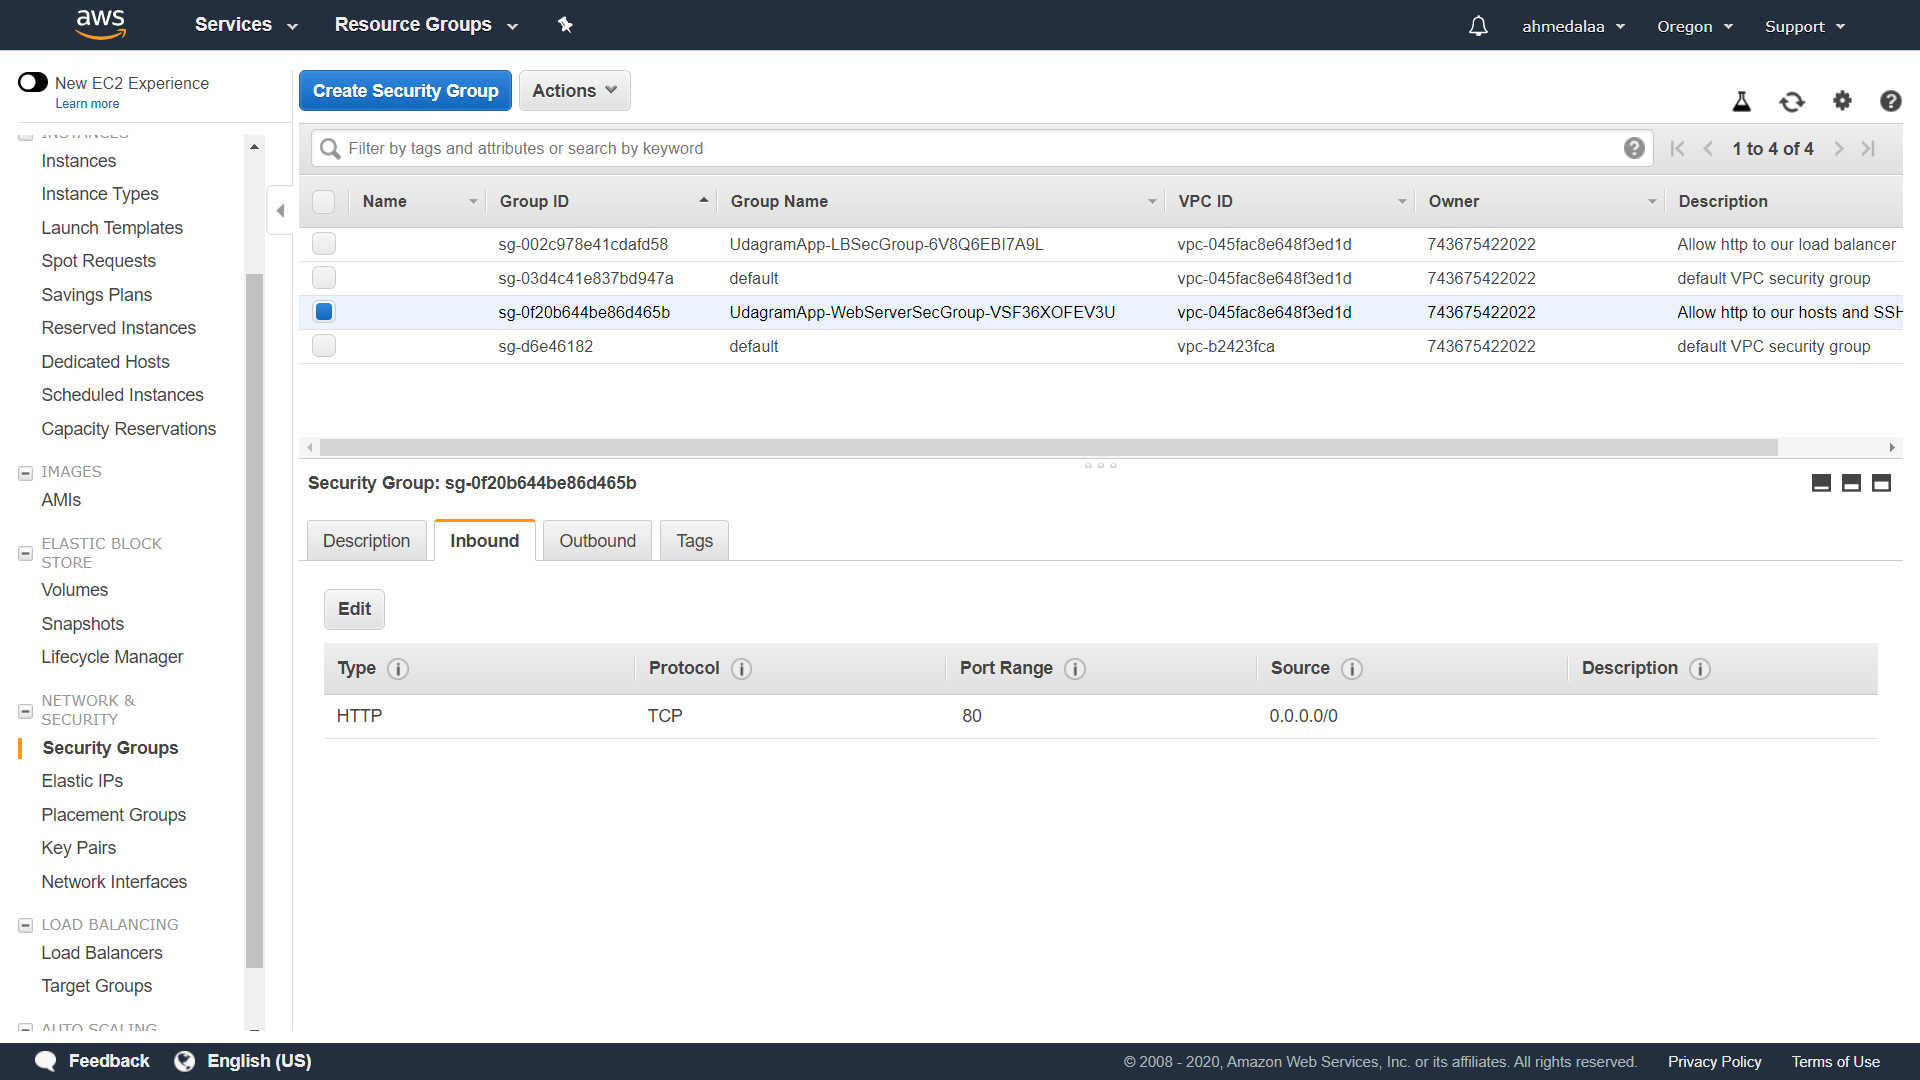 aws
Services
Resource Groups
ahmedalaa
Oregon
Support
New EC2 Experience
Learn more
INSTANCES
Instances
Instance Types
Launch Templates
Spot Requests
Savings Plans
Reserved Instances
Dedicated Hosts
Scheduled Instances
Capacity Reservations
IMAGES
AMIs
ELASTIC BLOCK
STORE
Volumes
Snapshots
Lifecycle Manager
NETWORK &
SECURITY
Security Groups
Elastic IPs
Placement Groups
Key Pairs
Network Interfaces
LOAD BALANCING
Load Balancers
Target Groups
AUTO SCALING
Create Security Group
Actions
Filter by tags and attributes or search by keyword
1 to 4 of 4
Name Group ID Group Name VPC ID Owner Description
sg-002c978e41cdafd58 UdagramApp-LBSecGroup-6V8Q6EBI7A9L vpc-045fac8e648f3ed1d 743675422022 Allow http to our load balancer
sg-03d4c41e837bd947a default vpc-045fac8e648f3ed1d 743675422022 default VPC security group
sg-0f20b644be86d465b UdagramApp-WebServerSecGroup-VSF36XOFEV3U vpc-045fac8e648f3ed1d 743675422022 Allow http to our hosts and SSH
sg-d6e46182 default vpc-b2423fca 743675422022 default VPC security group
Security Group: sg-0f20b644be86d465b
Description
Inbound
Outbound
Tags
Edit
Type Protocol Port Range Source Description
HTTP TCP 80 0.0.0.0/0
Feedback
English (US)
© 2008 - 2020, Amazon Web Services, Inc. or its affiliates. All rights reserved.
Privacy Policy
Terms of Use